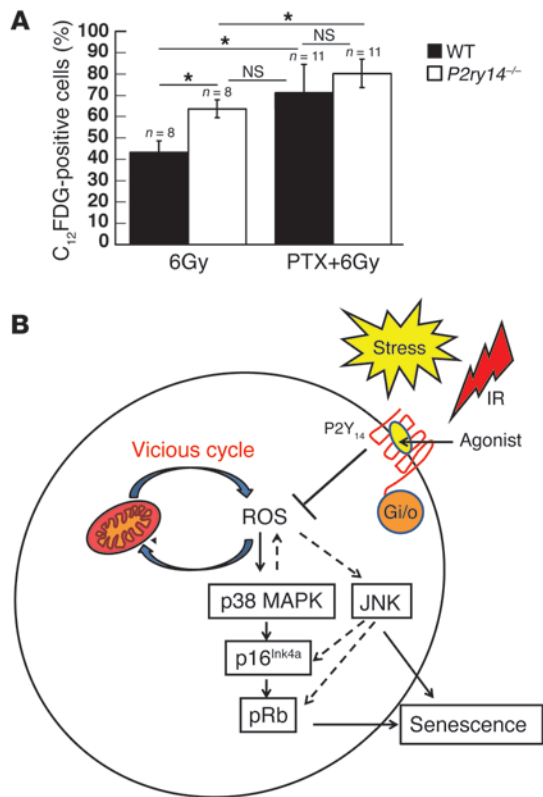 A
C₁₂FDG-positive cells (%)
100
90
80
70
60
50
40
30
20
10
0
*
*
NS
*
NS
n = 8
n = 8
n = 11
n = 11
6Gy
PTX+6Gy
WT
P2ry14⁻/⁻
B
Stress
IR
P2Y₁₄
Agonist
Vicious cycle
Gi/o
ROS
p38 MAPK
JNK
p16ᴵⁿᵏ⁴ᵃ
pRb
Senescence